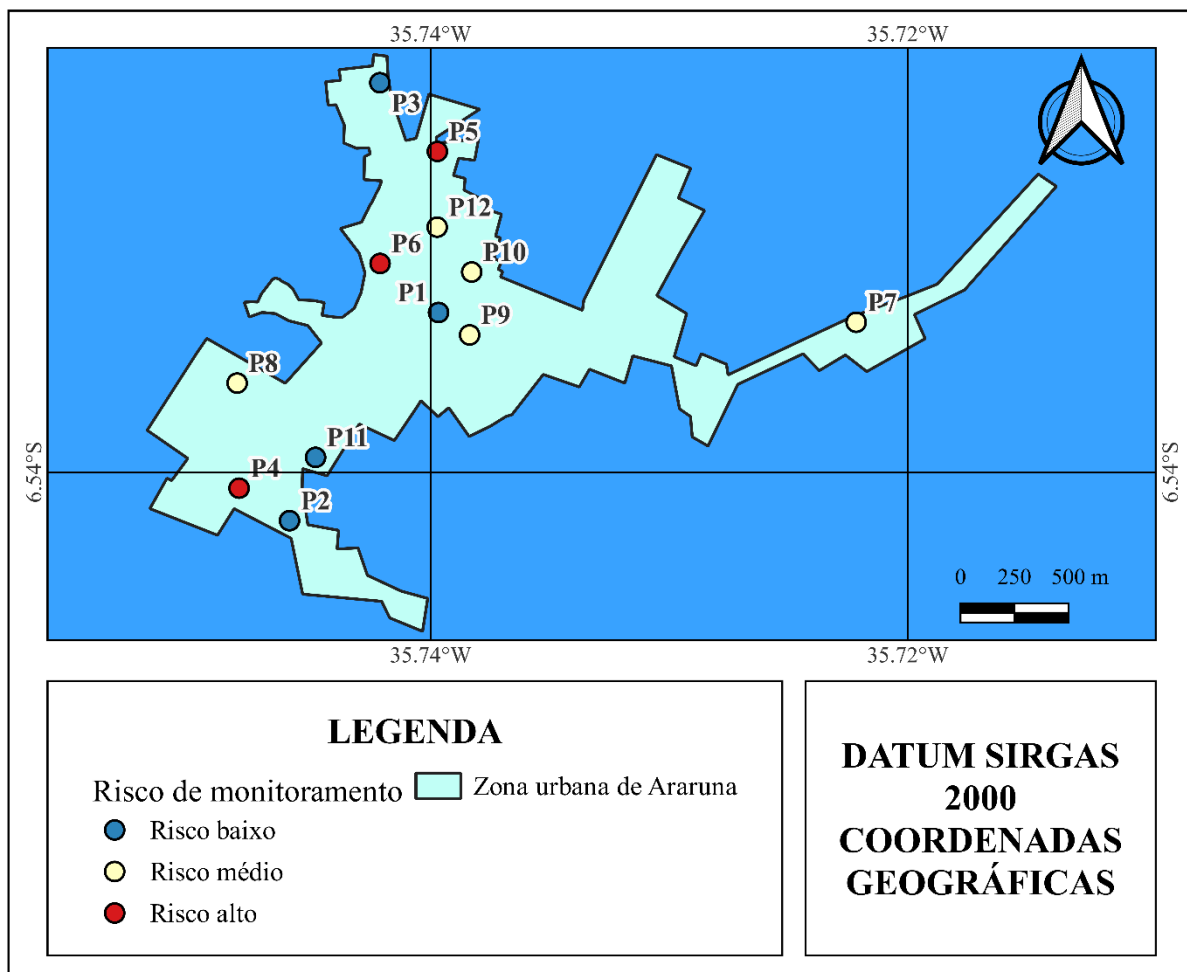 35.74°W
35.72°W
P3
P5
P12
P6
P10
P1
P9
P7
P8
P11
6.54°S
6.54°S
P4
P2
0 250 500 m
35.74°W
35.72°W
LEGENDA
Risco de monitoramento
Zona urbana de Araruna
Risco baixo
Risco médio
Risco alto
DATUM SIRGAS
2000
COORDENADAS
GEOGRÁFICAS